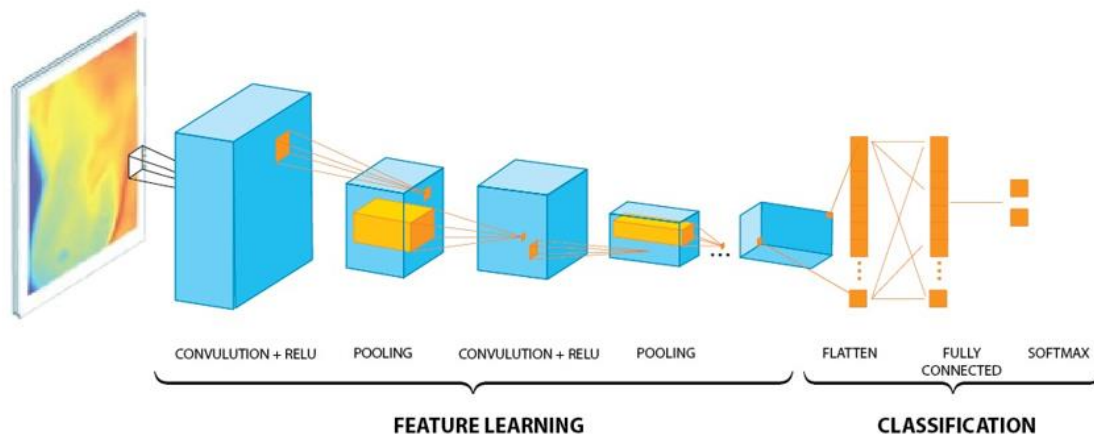 CONVULUTION + RELU
POOLING
CONVULUTION + RELU
POOLING
FLATTEN
FULLY
CONNECTED
SOFTMAX
FEATURE LEARNING
CLASSIFICATION